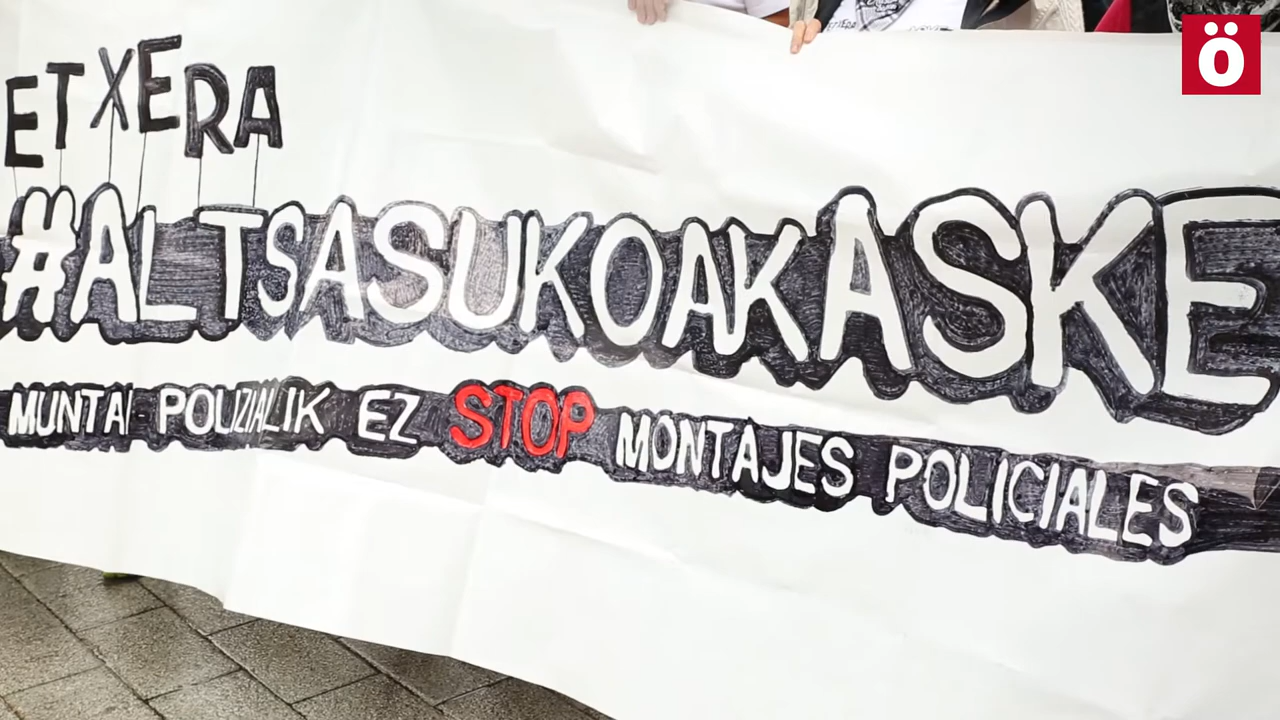 ETXERA
#ALTSASUKOAKASKE
MUNTAI POLIZIALIK EZ STOP MONTAJES POLICIALES
Ö